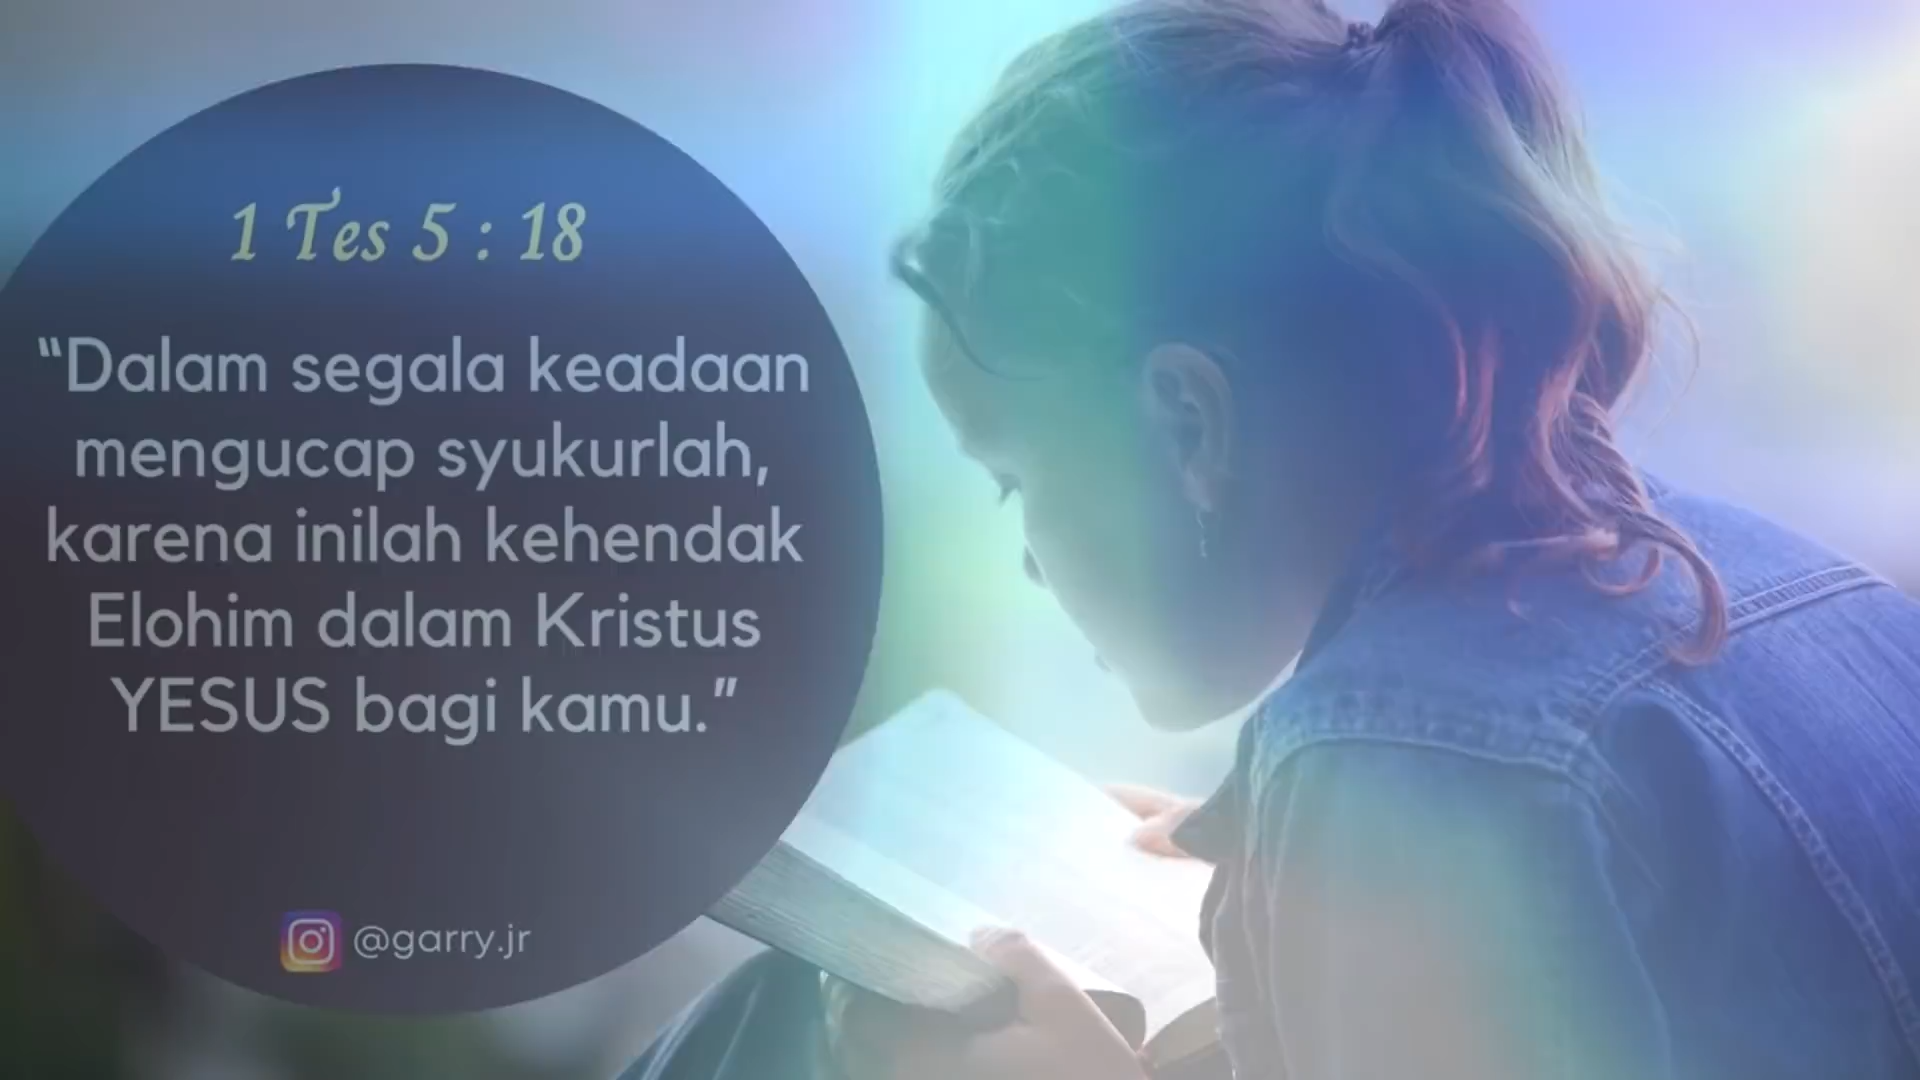 1 Tes 5 : 18
“Dalam segala keadaan
mengucap syukurlah,
karena inilah kehendak
Elohim dalam Kristus
YESUS bagi kamu.”
@garry.jr